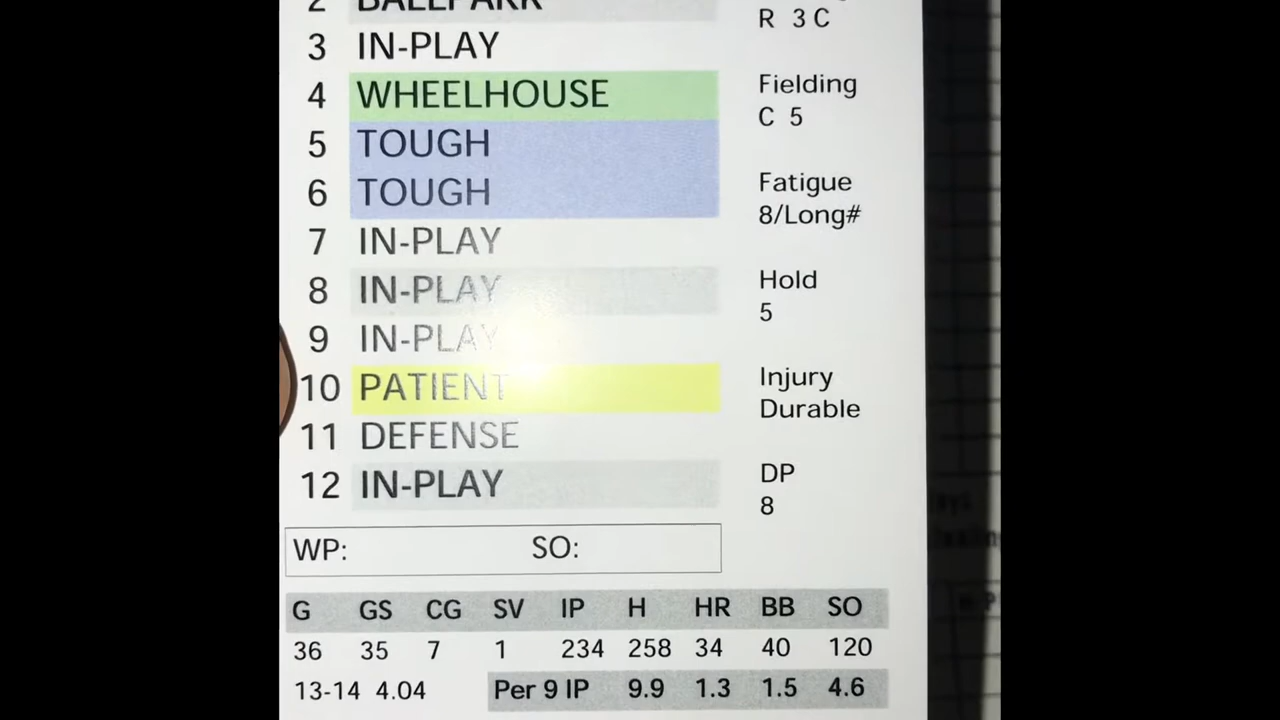 2 BALLPARK
R 3 C
3 IN-PLAY
4 WHEELHOUSE
Fielding
C 5
5 TOUGH
6 TOUGH
Fatigue
8/Long#
7 IN-PLAY
8 IN-PLAY
Hold
5
9 IN-PLAY
10 PATIENT
Injury
Durable
11 DEFENSE
12 IN-PLAY
DP
8
WP: SO:
G GS CG SV IP H HR BB SO
36 35 7 1 234 258 34 40 120
13-14 4.04 Per 9 IP 9.9 1.3 1.5 4.6